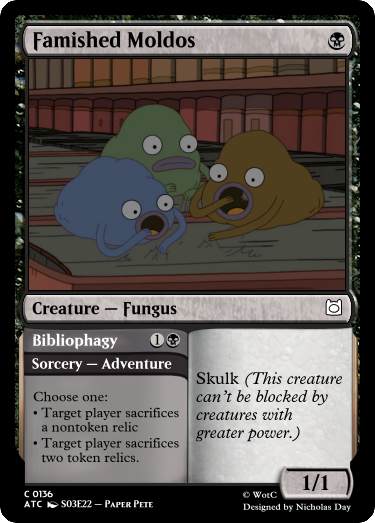 Famished Moldos
Creature — Fungus
Bibliophagy 1
Sorcery — Adventure
Choose one:
• Target player sacrifices
a nontoken relic
• Target player sacrifices
two token relics.
Skulk (This creature
can't be blocked by
creatures with
greater power.)
1/1
C 0136
ATC S03E22 — Paper Pete
© WotC
Designed by Nicholas Day